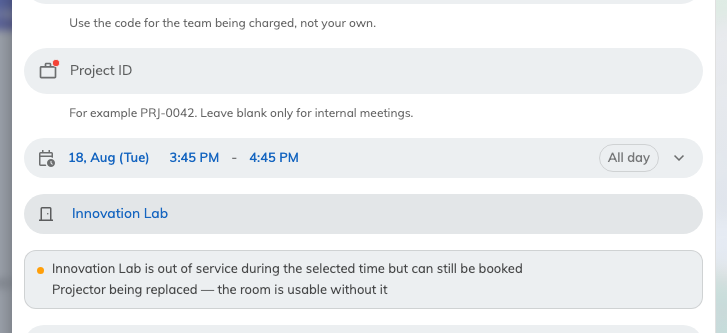 Use the code for the team being charged, not your own.
Project ID
For example PRJ-0042. Leave blank only for internal meetings.
18, Aug (Tue) 3:45 PM - 4:45 PM All day
Innovation Lab
Innovation Lab is out of service during the selected time but can still be booked
Projector being replaced — the room is usable without it